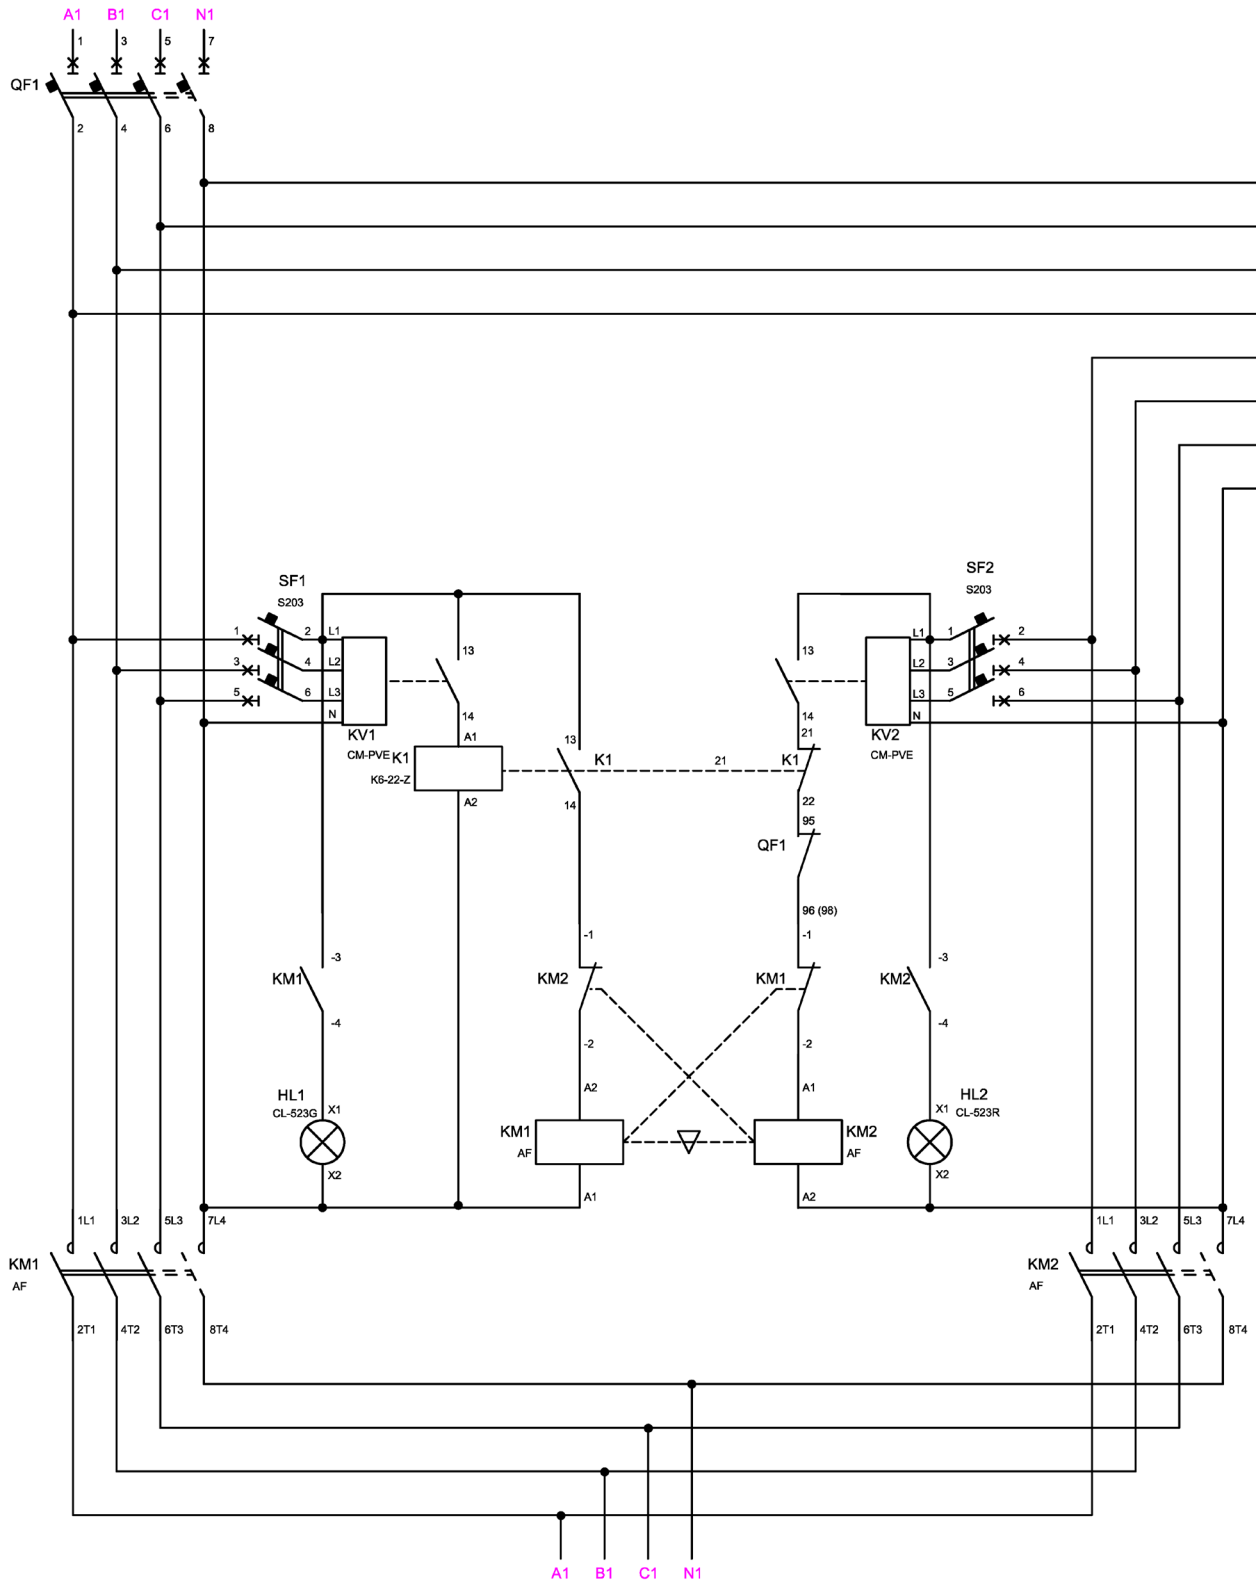 A1 B1 C1 N1
1 3 5 7
QF1
2 4 6 8
SF1
S203
SF2
S203
1 2 L1
3 4 L2
5 6 L3
N
13
14
13
14
L1 1 2
L2 3 4
L3 5 6
N
KV1
CM-PVE
K1
K6-22-Z
A1
A2
13
K1
14
21
21
K1
22
KV2
CM-PVE
95
QF1
96 (98)
-3
KM1
-4
-1
KM2
-2
-1
KM1
-2
-3
KM2
-4
HL1
CL-523G
X1
X2
A2
KM1
AF
A1
A1
KM2
AF
A2
HL2
CL-523R
X1
X2
1L1 3L2 5L3 7L4
KM1
AF
2T1 4T2 6T3 8T4
1L1 3L2 5L3 7L4
KM2
AF
2T1 4T2 6T3 8T4
A1 B1 C1 N1